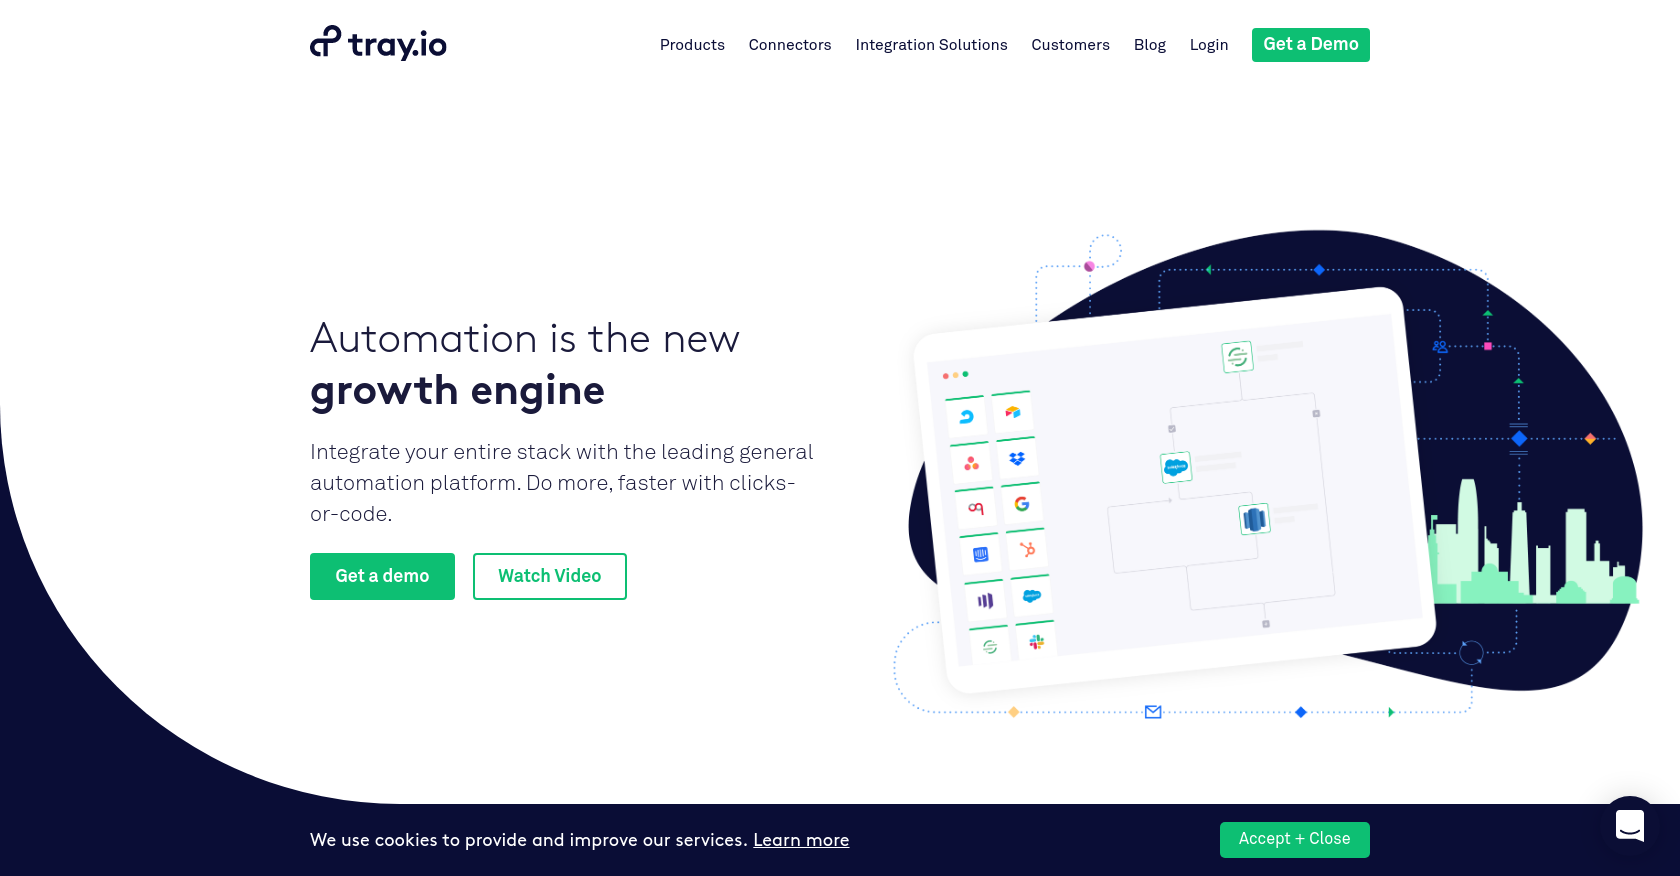 tray.io
Products Connectors Integration Solutions Customers Blog Login Get a Demo
Automation is the new
growth engine
Integrate your entire stack with the leading general
automation platform. Do more, faster with clicks-
or-code.
Get a demo Watch Video
We use cookies to provide and improve our services. Learn more
Accept + Close